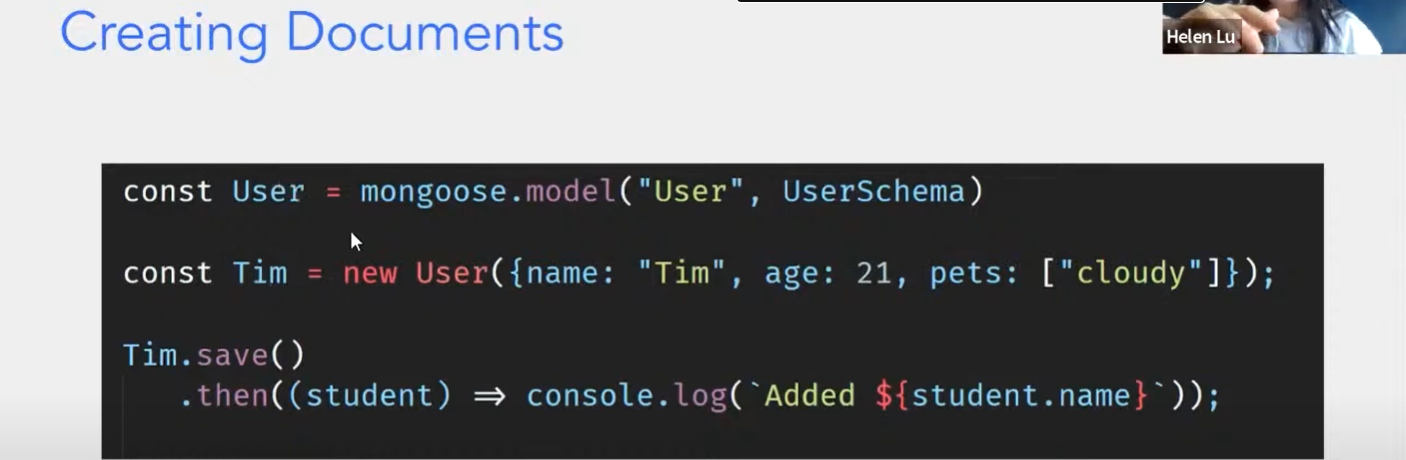 Creating Documents
Helen Lu
const User = mongoose.model("User", UserSchema)
const Tim = new User({name: "Tim", age: 21, pets: ["cloudy"]});
Tim.save()
.then((student) => console.log(`Added ${student.name}`));